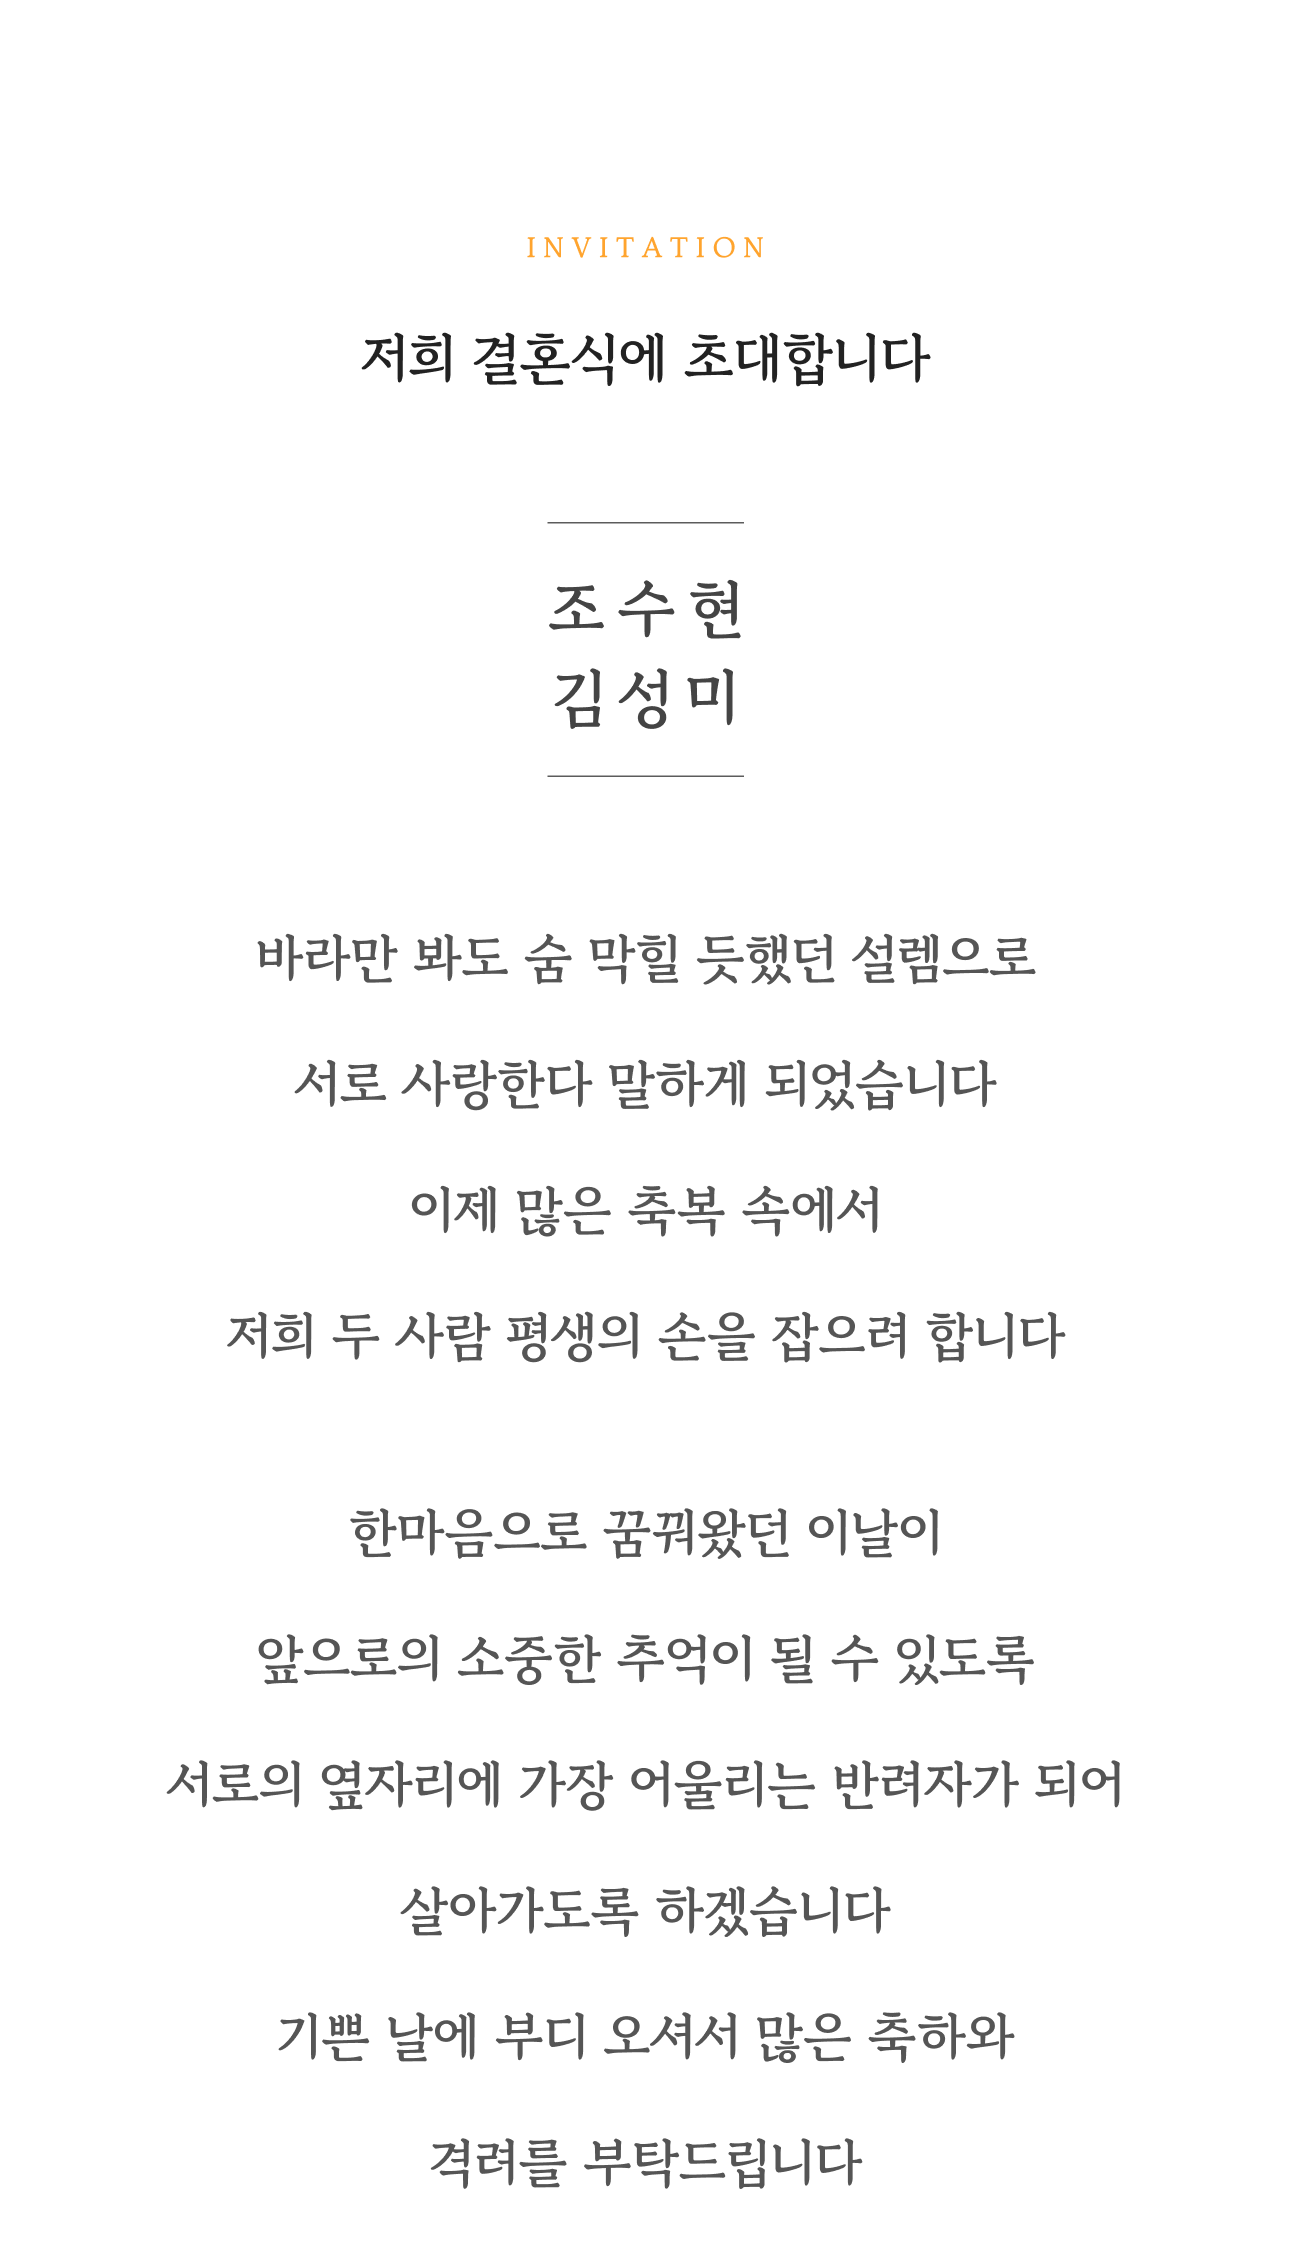 INVITATION
저희 결혼식에 초대합니다
조수현
김성미
바라만 봐도 숨 막힐 듯했던 설렘으로
서로 사랑한다 말하게 되었습니다
이제 많은 축복 속에서
저희 두 사람 평생의 손을 잡으려 합니다
한마음으로 꿈꿔왔던 이날이
앞으로의 소중한 추억이 될 수 있도록
서로의 옆자리에 가장 어울리는 반려자가 되어
살아가도록 하겠습니다
기쁜 날에 부디 오셔서 많은 축하와
격려를 부탁드립니다